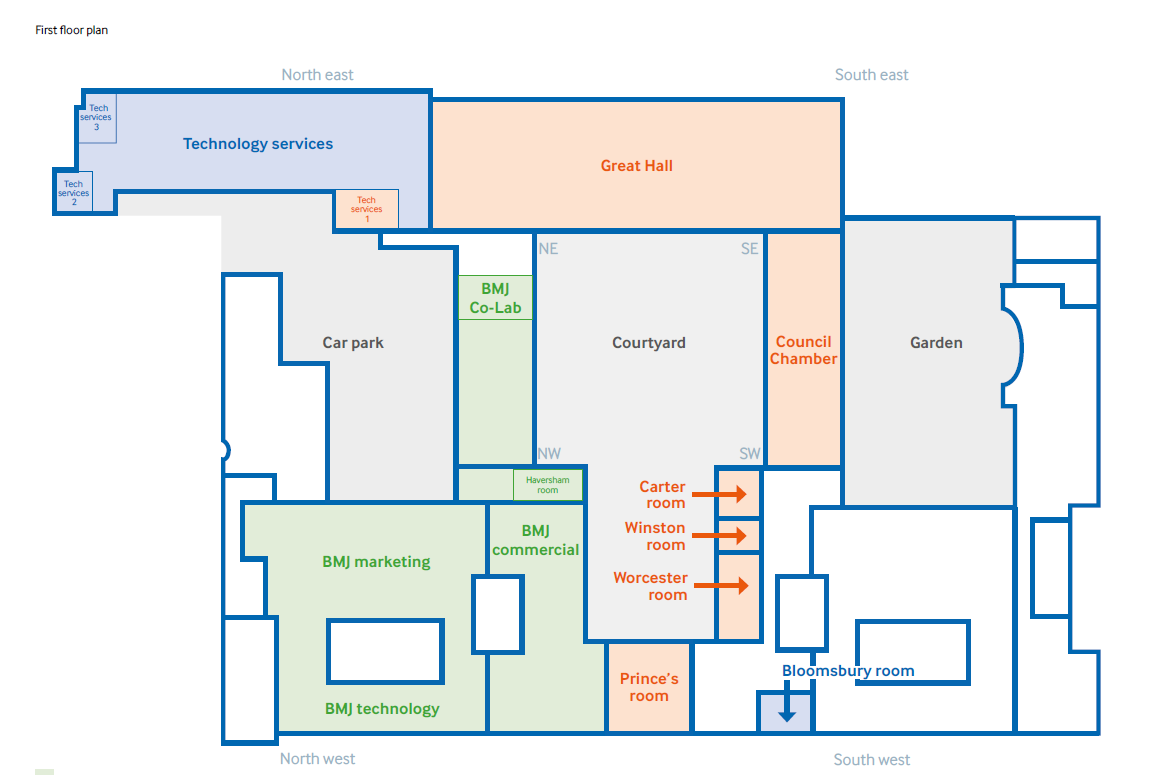 First floor plan
North east
South east
Tech
services
3
Technology services
Great Hall
Tech
services
2
Tech
services
1
NE
SE
BMJ
Co-Lab
Car park
Courtyard
Council
Chamber
Garden
NW
SW
Haversham
room
Carter
room
Winston
room
BMJ
commercial
BMJ marketing
Worcester
room
Prince's
room
Bloomsbury room
BMJ technology
North west
South west